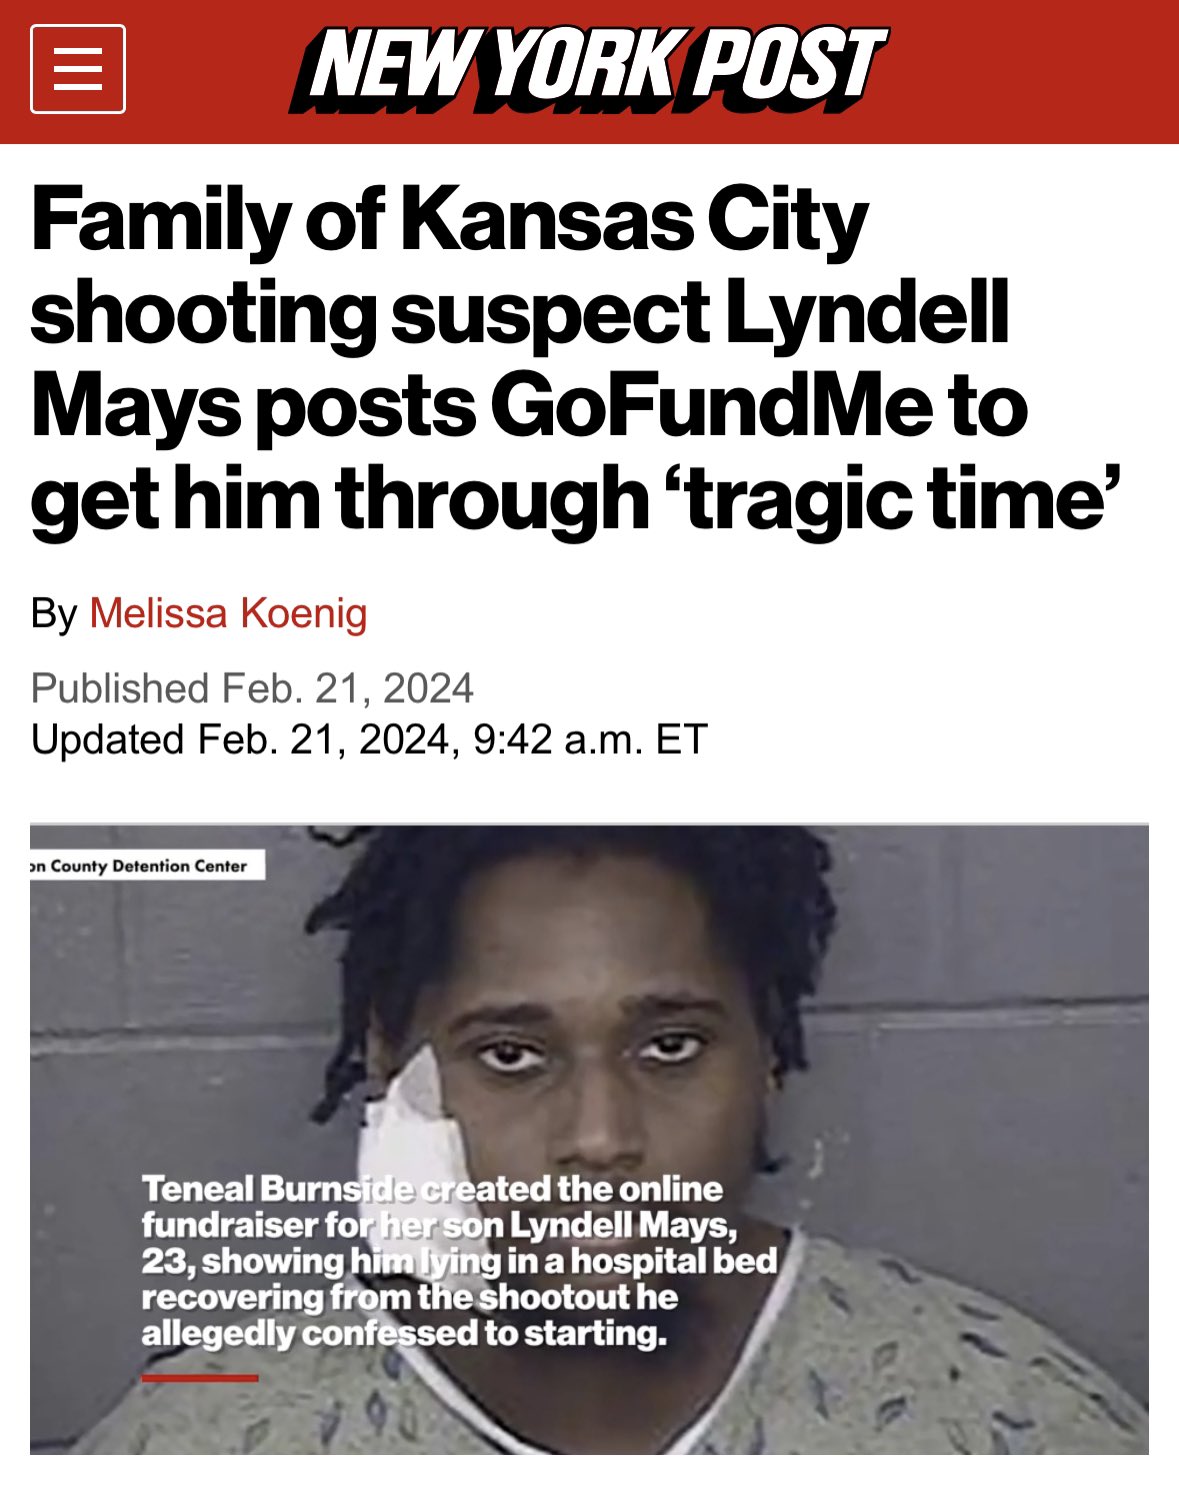 NEW YORK POST
Family of Kansas City
shooting suspect Lyndell
Mays posts GoFundMe to
get him through ‘tragic time’
By Melissa Koenig
Published Feb. 21, 2024
Updated Feb. 21, 2024, 9:42 a.m. ET
on County Detention Center
Teneal Burnside created the online
fundraiser for her son Lyndell Mays,
23, showing him lying in a hospital bed
recovering from the shootout he
allegedly confessed to starting.